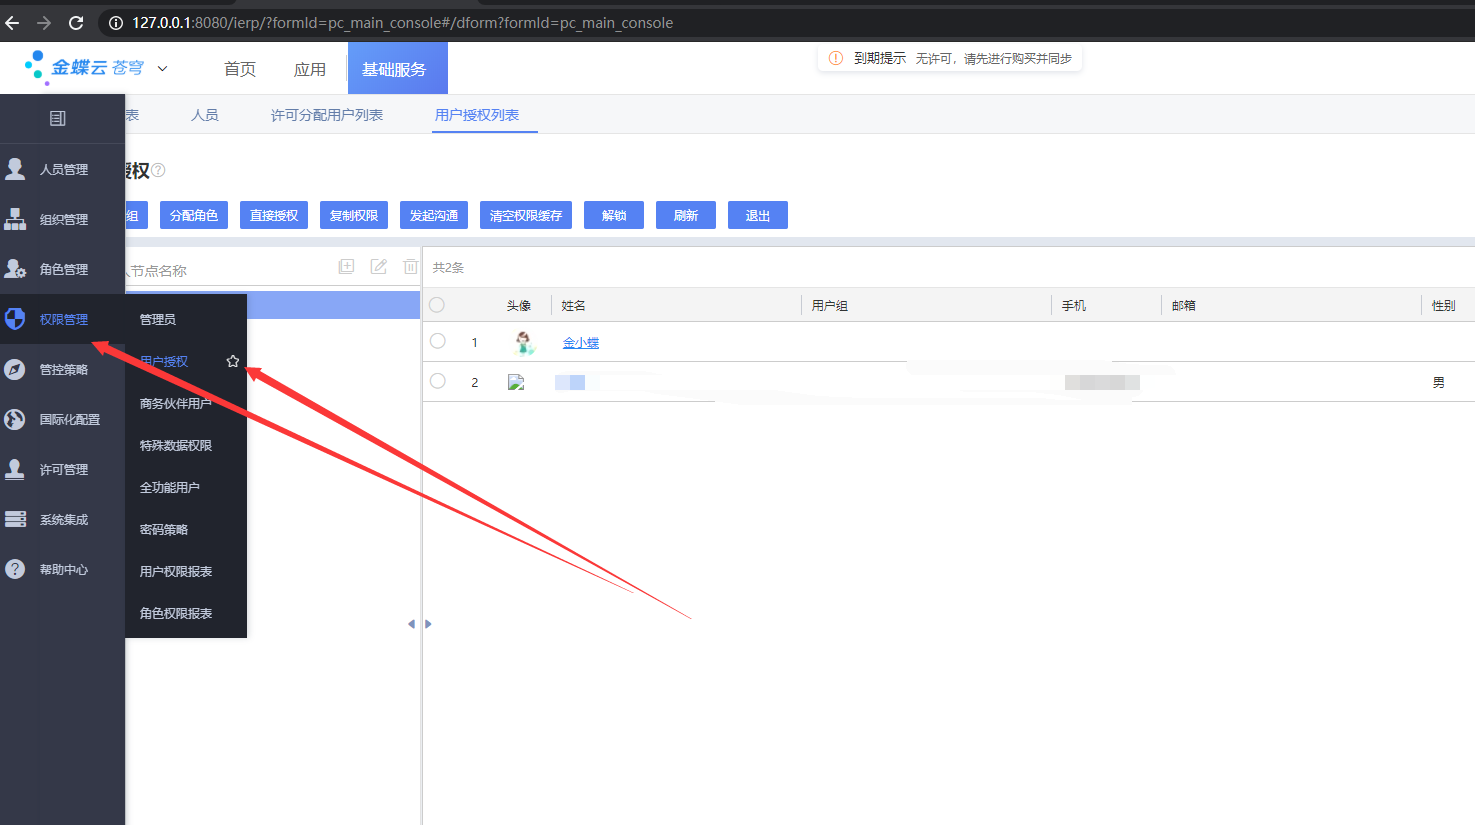 127.0.0.1:8080/ierp/?formId=pc_main_console#/dform?formId=pc_main_console
金蝶云 苍穹
首页
应用
基础服务
到期提示 无许可，请先进行购买并同步
表
人员
许可分配用户列表
用户授权列表
授权
组
分配角色
直接授权
复制权限
发起沟通
清空权限缓存
解锁
刷新
退出
人员管理
组织管理
角色管理
权限管理
管控策略
国际化配置
许可管理
系统集成
帮助中心
管理员
用户授权
商务伙伴用户
特殊数据权限
全功能用户
密码策略
用户权限报表
角色权限报表
节点名称
共2条
头像 姓名 用户组 手机 邮箱 性别
1 金小蝶
2 男